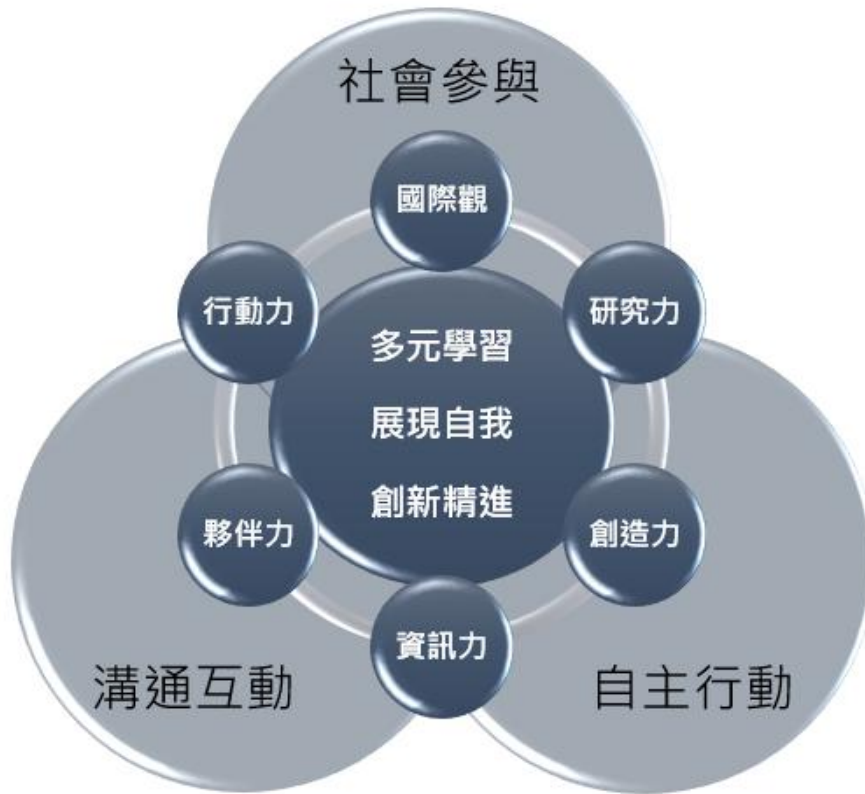 社會參與
國際觀
行動力
研究力
多元學習
展現自我
創新精進
夥伴力
創造力
資訊力
溝通互動
自主行動